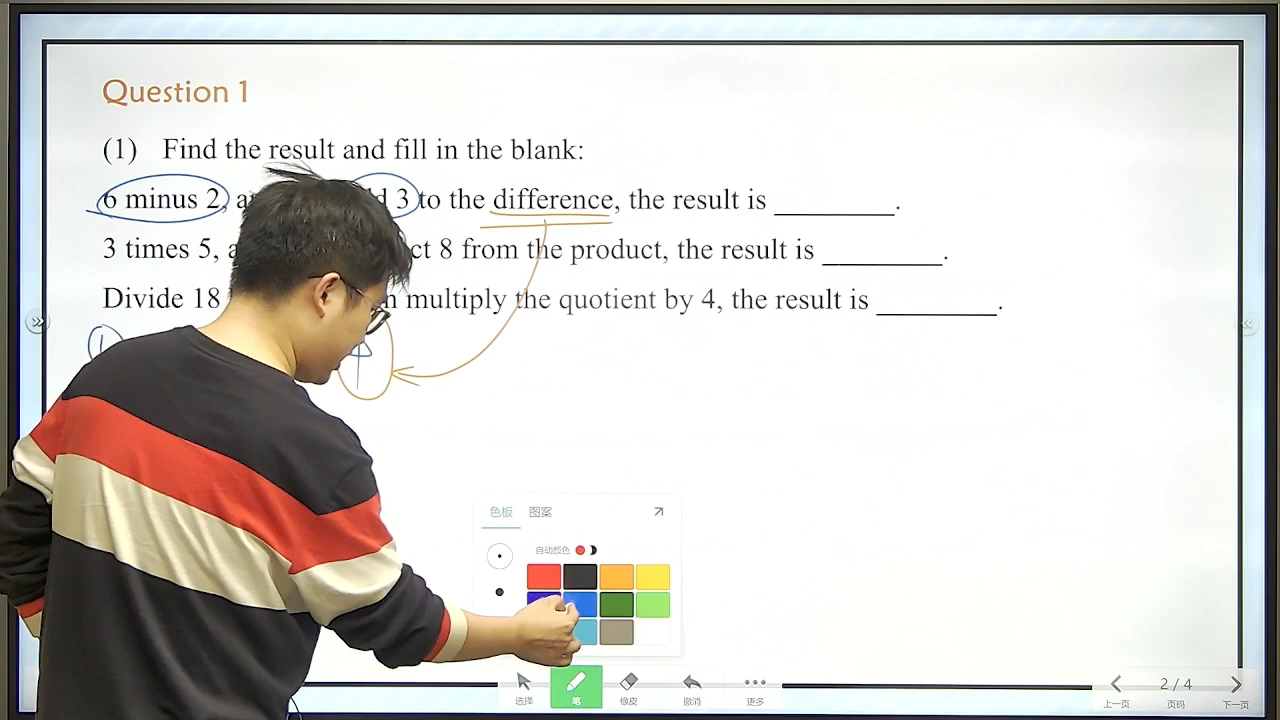 Question 1
(1) Find the result and fill in the blank:
6 minus 2, 3 to the difference, the result is ________.
3 times 5, 8 from the product, the result is ________.
Divide 18 multiply the quotient by 4, the result is ________.
色板 图案
自动颜色
选择 笔 橡皮 撤消 更多 上一页 2 / 4 页码 下一页